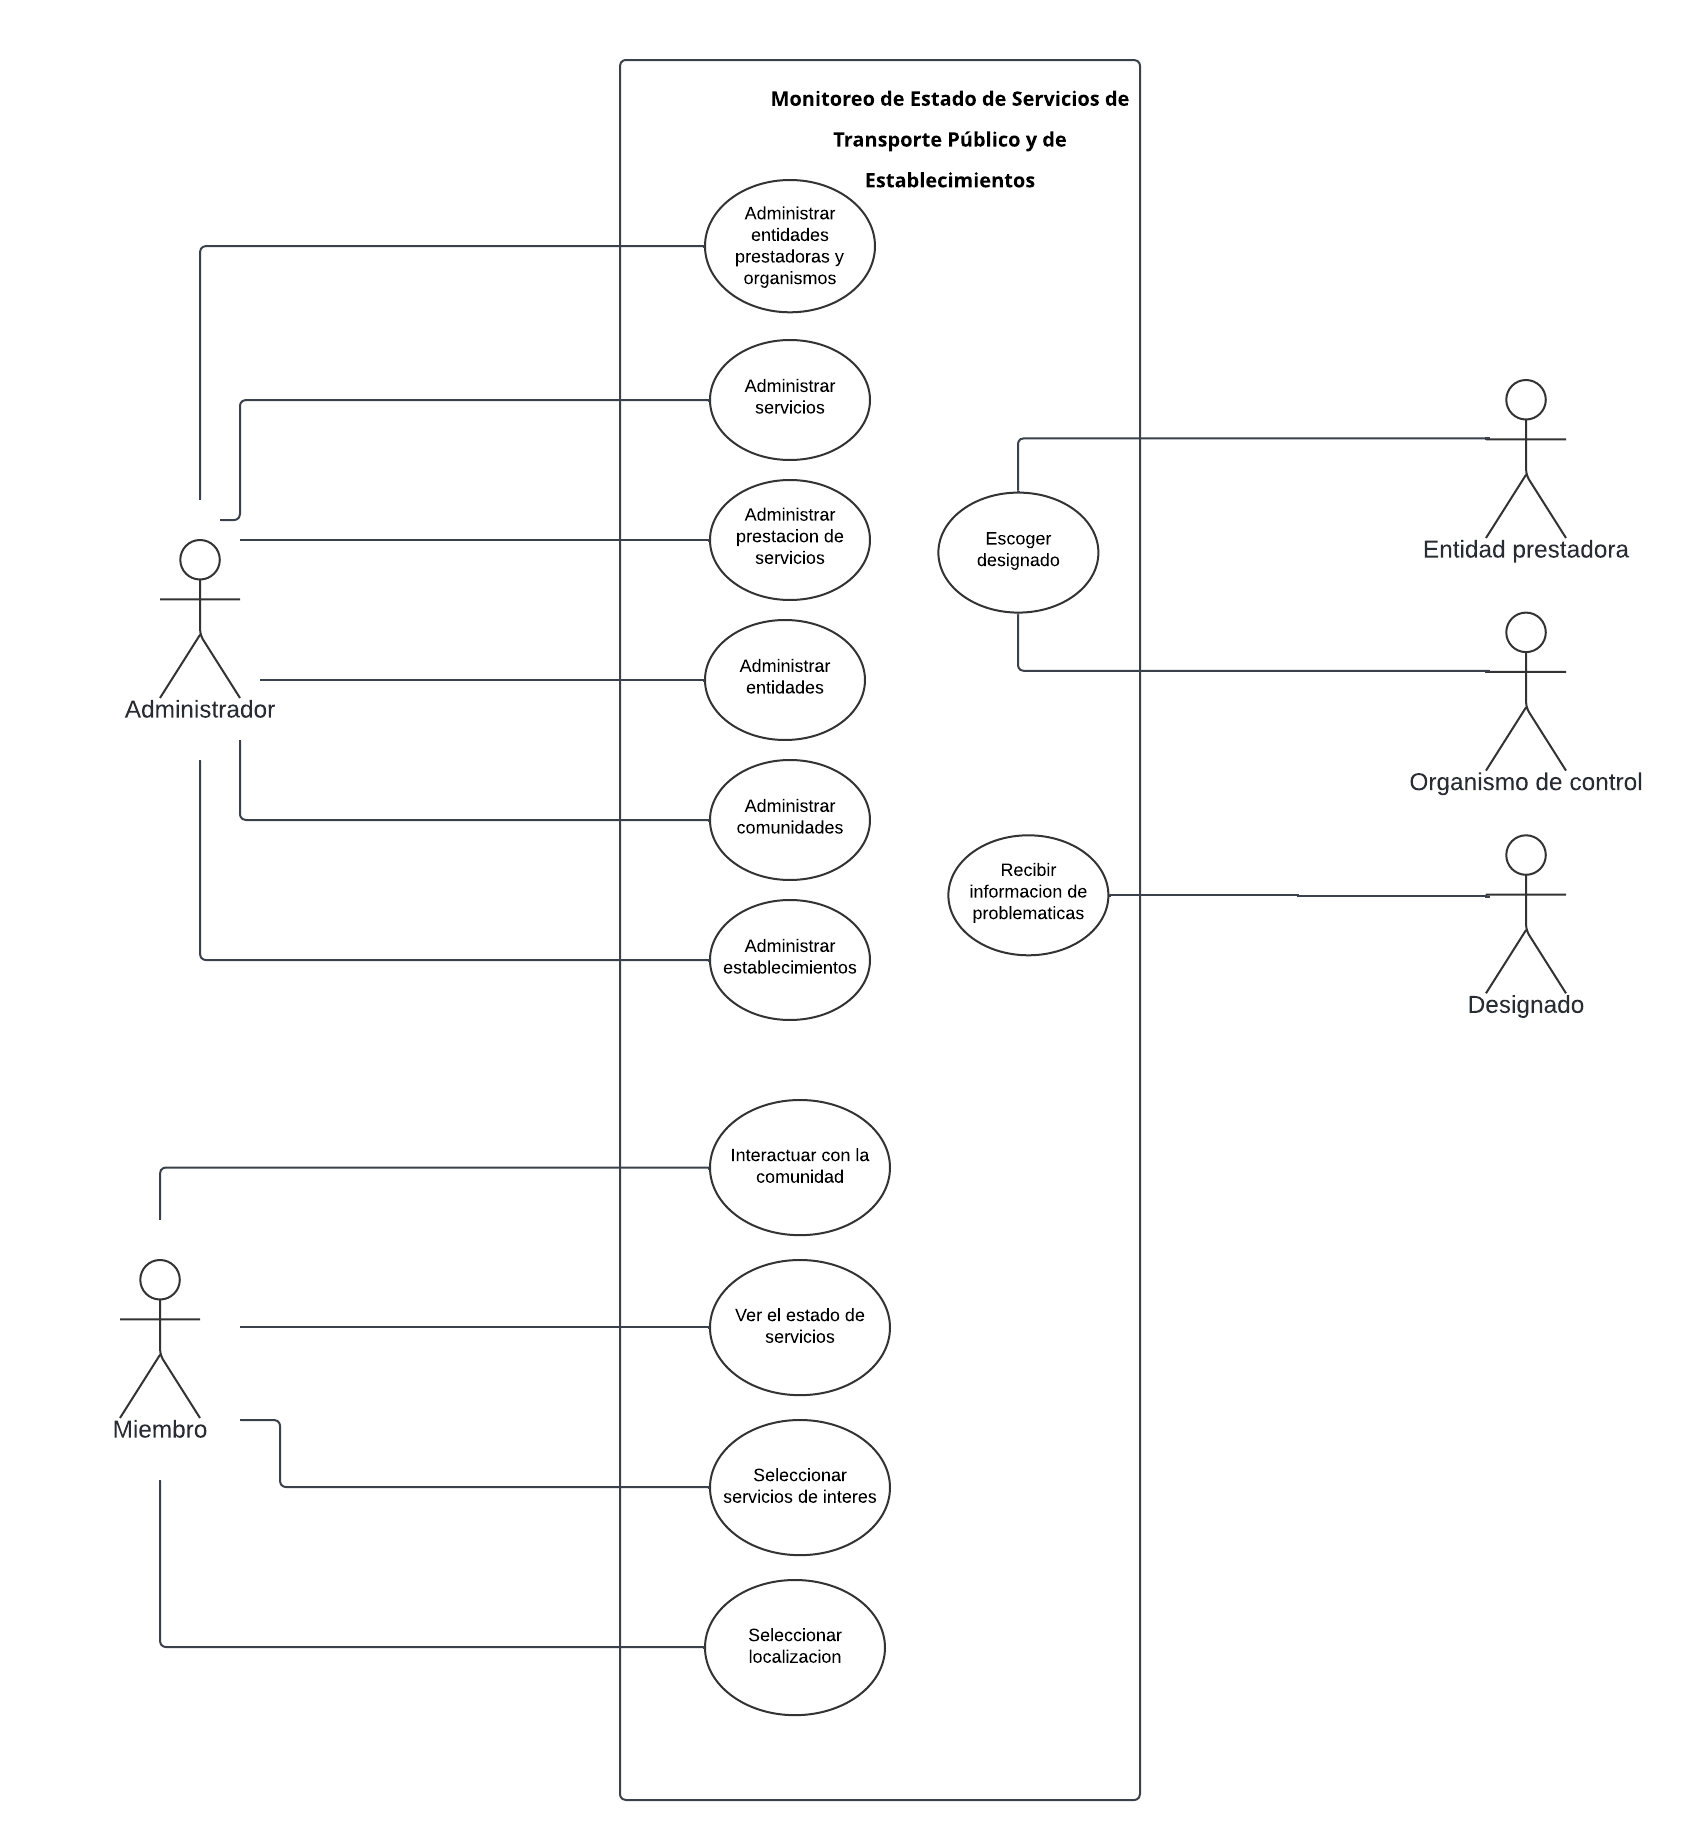 Monitoreo de Estado de Servicios de
Transporte Público y de
Establecimientos
Administrar
entidades
prestadoras y
organismos
Administrar
servicios
Administrar
prestacion de
servicios
Administrar
entidades
Administrar
comunidades
Administrar
establecimientos
Administrador
Escoger
designado
Recibir
informacion de
problematicas
Entidad prestadora
Organismo de control
Designado
Interactuar con la
comunidad
Ver el estado de
servicios
Seleccionar
servicios de interes
Seleccionar
localizacion
Miembro